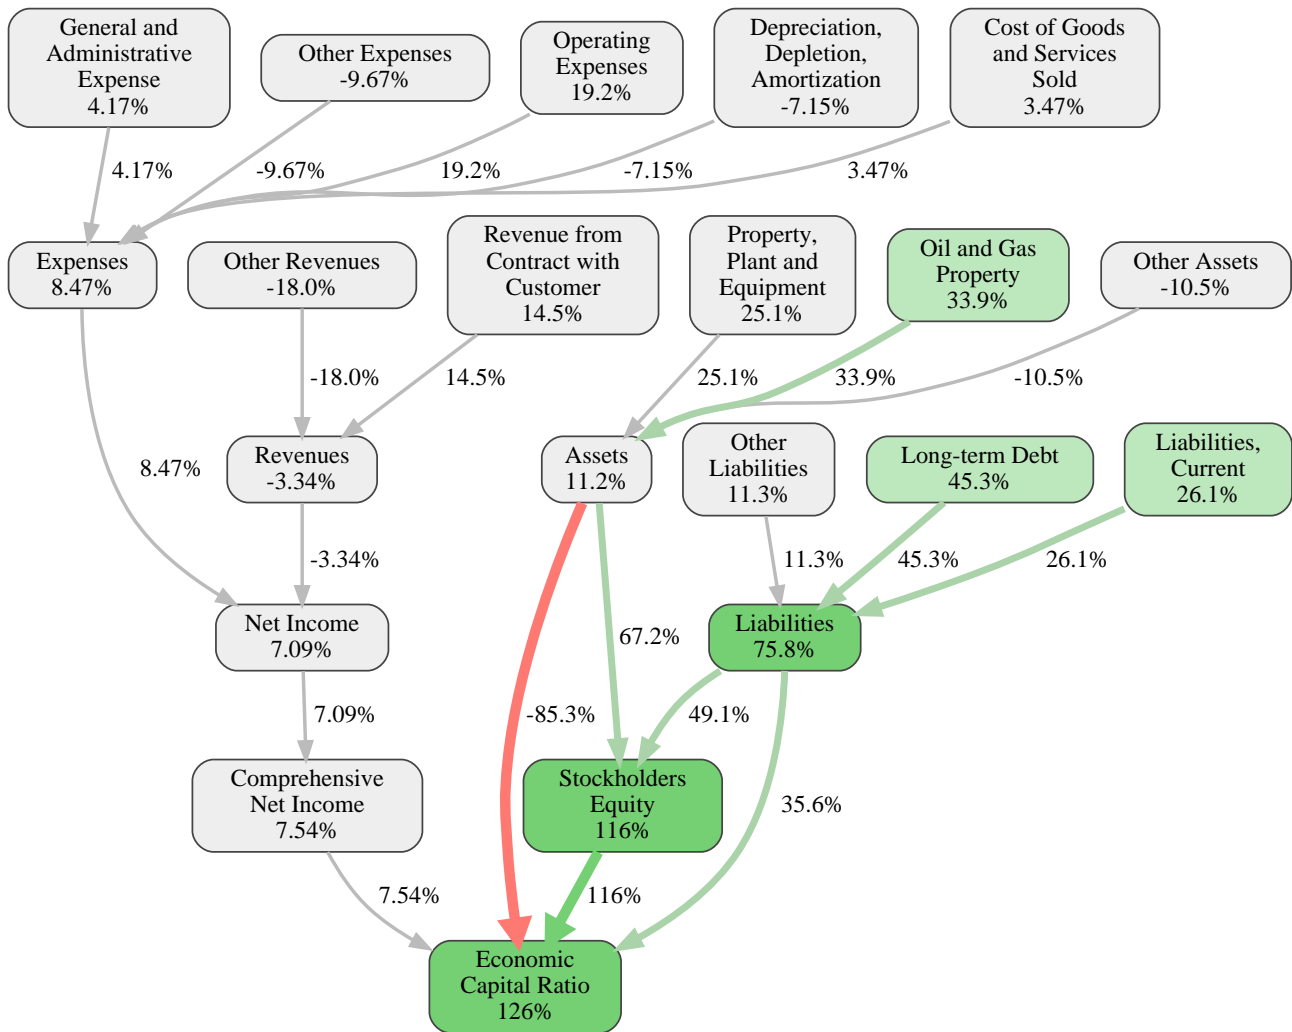 General and
Administrative
Expense
4.17%
Other Expenses
-9.67%
Operating
Expenses
19.2%
Depreciation,
Depletion,
Amortization
-7.15%
Cost of Goods
and Services
Sold
3.47%
4.17%
-9.67%
19.2%
-7.15%
3.47%
Expenses
8.47%
Other Revenues
-18.0%
Revenue from
Contract with
Customer
14.5%
Property,
Plant and
Equipment
25.1%
Oil and Gas
Property
33.9%
Other Assets
-10.5%
-18.0%
14.5%
25.1%
33.9%
-10.5%
8.47%
Revenues
-3.34%
Assets
11.2%
Other
Liabilities
11.3%
Long-term Debt
45.3%
Liabilities,
Current
26.1%
-3.34%
11.3%
45.3%
26.1%
Net Income
7.09%
67.2%
Liabilities
75.8%
7.09%
-85.3%
49.1%
Comprehensive
Net Income
7.54%
Stockholders
Equity
116%
35.6%
7.54%
116%
Economic
Capital Ratio
126%